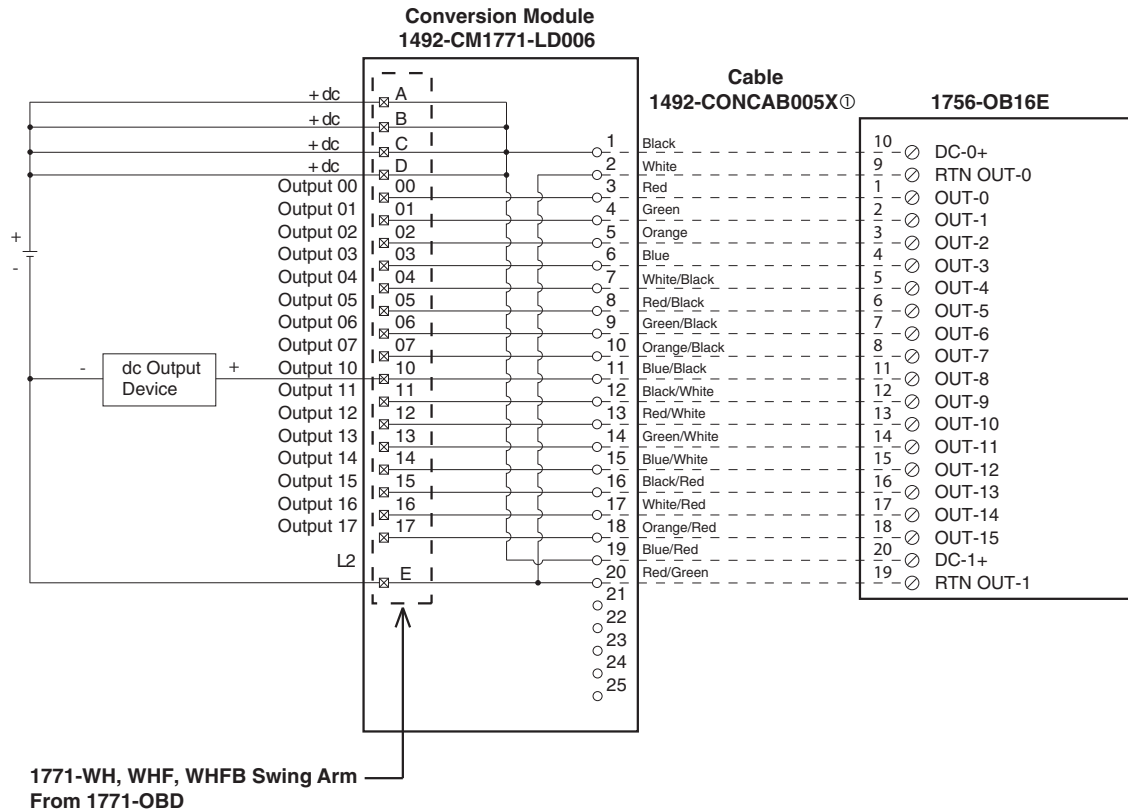 Conversion Module
1492-CM1771-LD006
Cable
1492-CONCAB005X①
1756-OB16E
+ dc A
+ dc B
+ dc C 1 Black 10 DC-0+
+ dc D 2 White 9 RTN OUT-0
Output 00 00 3 Red 1 OUT-0
Output 01 01 4 Green 2 OUT-1
Output 02 02 5 Orange 3 OUT-2
Output 03 03 6 Blue 4 OUT-3
Output 04 04 7 White/Black 5 OUT-4
Output 05 05 8 Red/Black 6 OUT-5
Output 06 06 9 Green/Black 7 OUT-6
Output 07 07 10 Orange/Black 8 OUT-7
Output 10 10 11 Blue/Black 11 OUT-8
Output 11 11 12 Black/White 12 OUT-9
Output 12 12 13 Red/White 13 OUT-10
Output 13 13 14 Green/White 14 OUT-11
Output 14 14 15 Blue/White 15 OUT-12
Output 15 15 16 Black/Red 16 OUT-13
Output 16 16 17 White/Red 17 OUT-14
Output 17 17 18 Orange/Red 18 OUT-15
L2 19 Blue/Red 20 DC-1+
E 20 Red/Green 19 RTN OUT-1
21
22
23
24
25
+
-
- dc Output +
Device
1771-WH, WHF, WHFB Swing Arm
From 1771-OBD